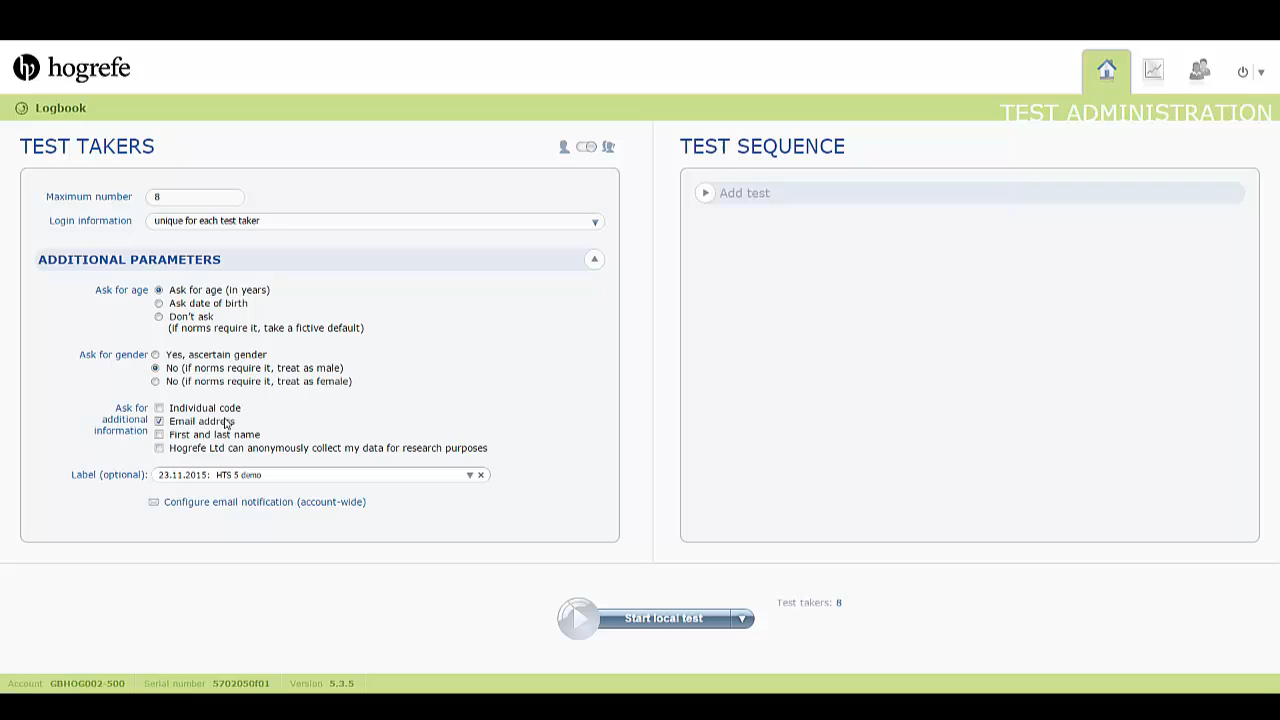 hogrefe
Logbook
TEST ADMINISTRATION
TEST TAKERS
Maximum number 8
Login information unique for each test taker
ADDITIONAL PARAMETERS
Ask for age Ask for age (in years)
Ask date of birth
Don't ask
(if norms require it, take a fictive default)
Ask for gender Yes, ascertain gender
No (if norms require it, treat as male)
No (if norms require it, treat as female)
Ask for additional information
Individual code
Email address
First and last name
Hogrefe Ltd can anonymously collect my data for research purposes
Label (optional): 23.11.2015: HTS 5 demo
Configure email notification (account-wide)
TEST SEQUENCE
Add test
Start local test
Test takers: 8
Account GBHOG002-500 Serial number 5702050f01 Version 5.3.5